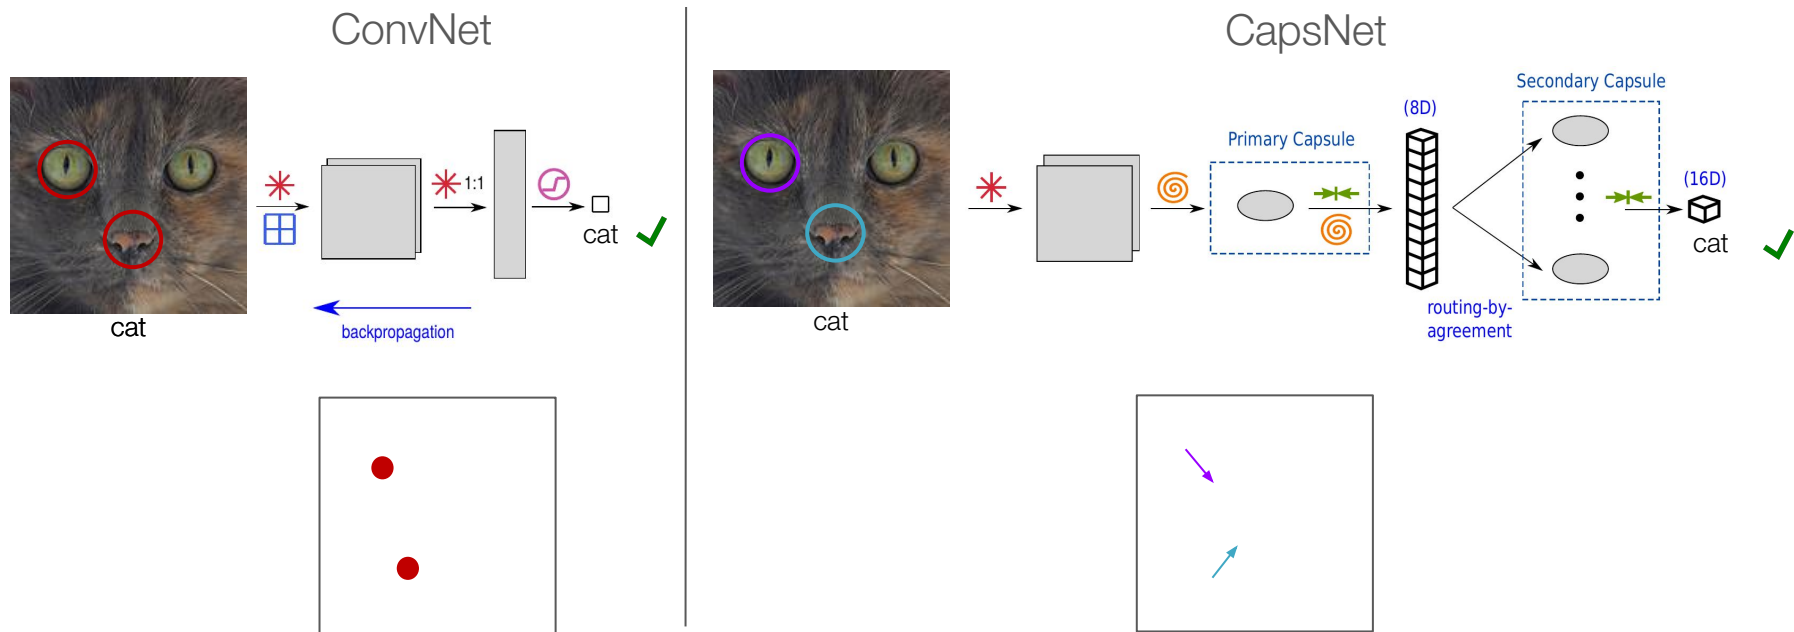 ConvNet
cat
1:1
cat
backpropagation
CapsNet
cat
Primary Capsule
(8D)
routing-by-
agreement
Secondary Capsule
(16D)
cat